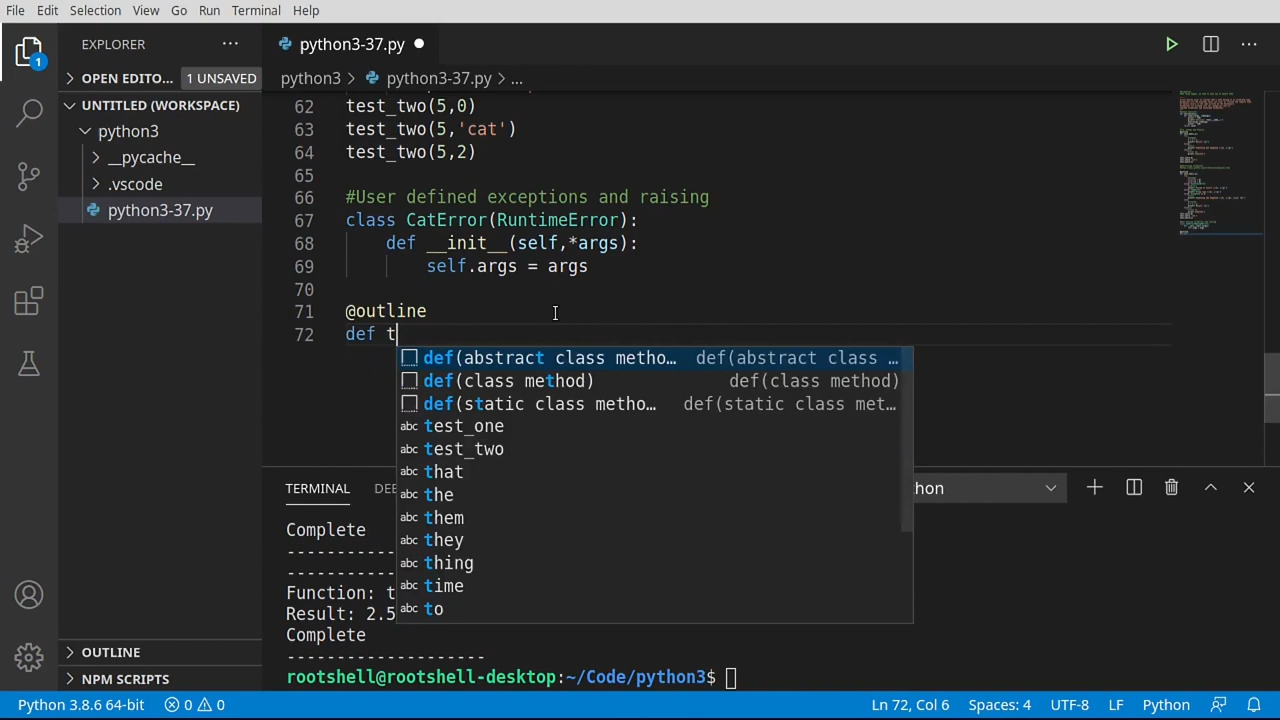 File Edit Selection View Go Run Terminal Help
EXPLORER
python3-37.py
OPEN EDITO... 1 UNSAVED
python3 > python3-37.py > ...
UNTITLED (WORKSPACE)
python3
__pycache__
.vscode
python3-37.py
62 test_two(5,0)
63 test_two(5,'cat')
64 test_two(5,2)
65
66 #User defined exceptions and raising
67 class CatError(RuntimeError):
68 def __init__(self,*args):
69 self.args = args
70
71 @outline
72 def t
def(abstract class metho... def(abstract class ...
def(class method) def(class method)
def(static class metho... def(static class met...
abc test_one
abc test_two
abc that
abc the
abc them
abc they
abc thing
abc time
abc to
TERMINAL DE hon
Complete
--------------------
Function: t
Result: 2.5
Complete
--------------------
rootshell@rootshell-desktop:~/Code/python3$
1
OUTLINE
NPM SCRIPTS
Python 3.8.6 64-bit 0 0 Ln 72, Col 6 Spaces: 4 UTF-8 LF Python